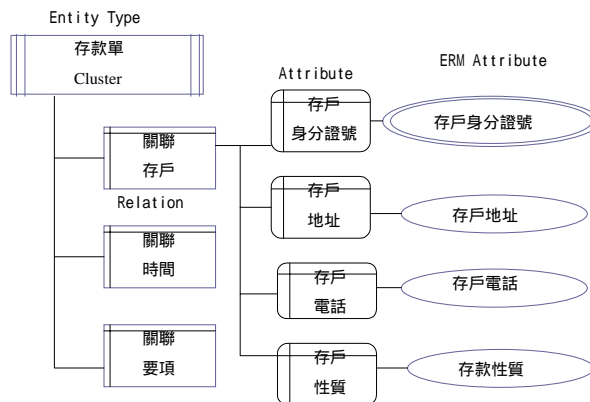 Entity Type
存款單
Cluster
Attribute
ERM Attribute
存戶
身分證號
存戶身分證號
關聯
存戶
Relation
存戶
地址
存戶地址
關聯
時間
存戶
電話
存戶電話
關聯
要項
存戶
性質
存款性質